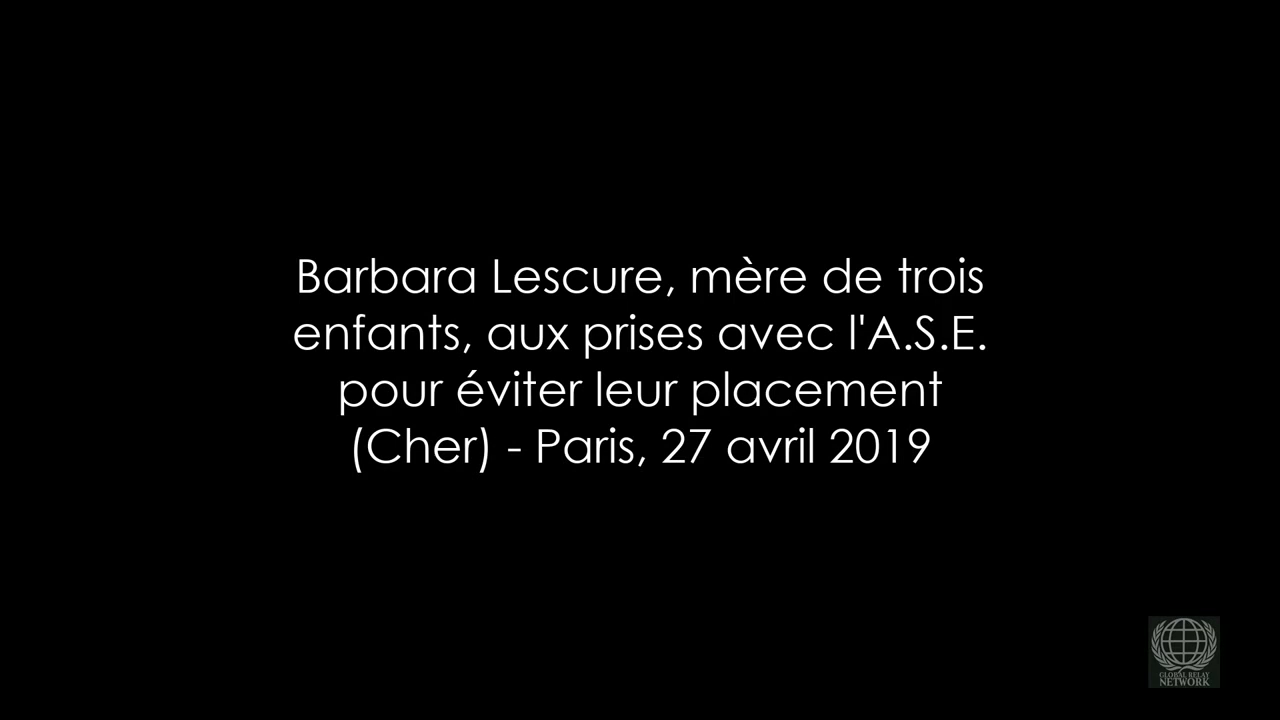 Barbara Lescure, mère de trois
enfants, aux prises avec l'A.S.E.
pour éviter leur placement
(Cher) - Paris, 27 avril 2019
GLOBAL RELAY
NETWORK